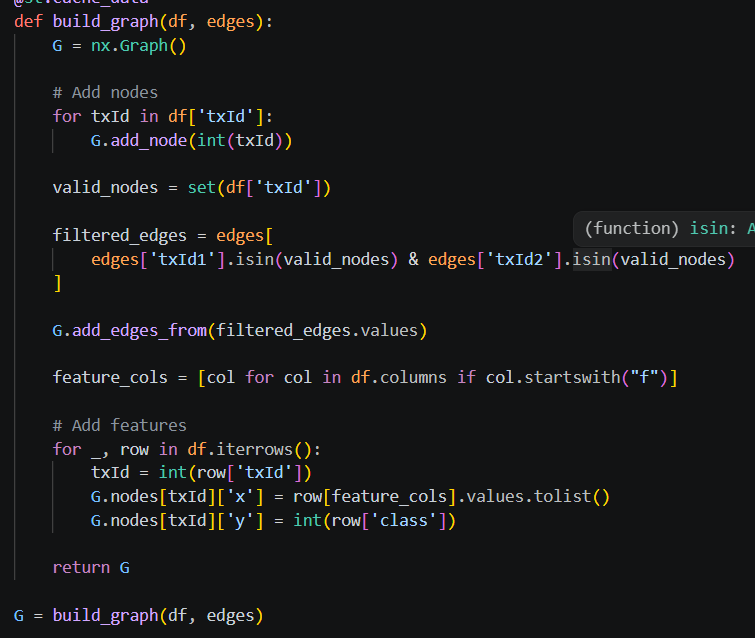 @st.cache_data
def build_graph(df, edges):
    G = nx.Graph()

    # Add nodes
    for txId in df['txId']:
        G.add_node(int(txId))

    valid_nodes = set(df['txId'])

    filtered_edges = edges[
(function) isin: A
        edges['txId1'].isin(valid_nodes) & edges['txId2'].isin(valid_nodes)
    ]

    G.add_edges_from(filtered_edges.values)

    feature_cols = [col for col in df.columns if col.startswith("f")]

    # Add features
    for _, row in df.iterrows():
        txId = int(row['txId'])
        G.nodes[txId]['x'] = row[feature_cols].values.tolist()
        G.nodes[txId]['y'] = int(row['class'])

    return G

G = build_graph(df, edges)